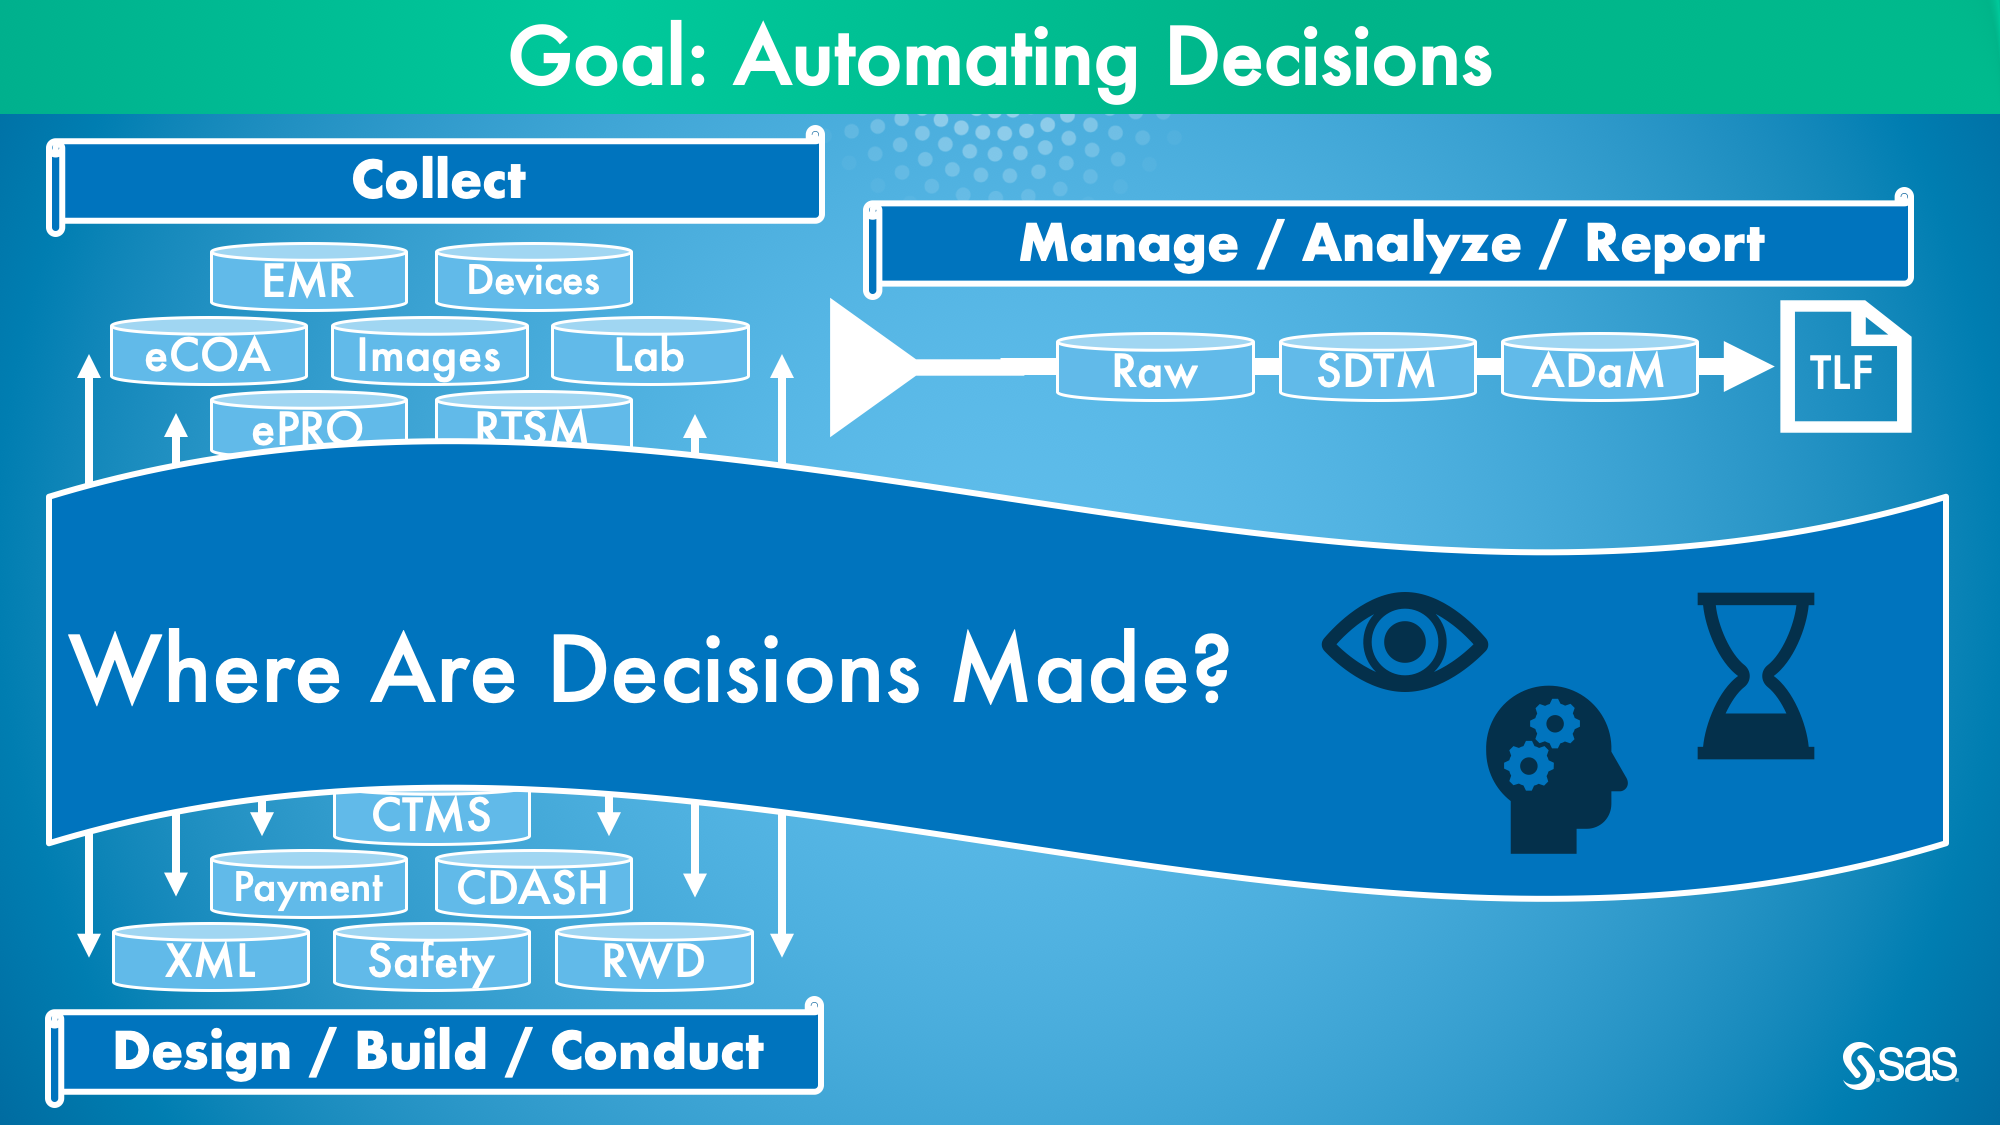 Goal: Automating Decisions
Collect
EMR
Devices
eCOA
Images
Lab
ePRO
RTSM
Manage / Analyze / Report
Raw
SDTM
ADaM
TLF
Where Are Decisions Made?
CTMS
Payment
CDASH
XML
Safety
RWD
Design / Build / Conduct
sas